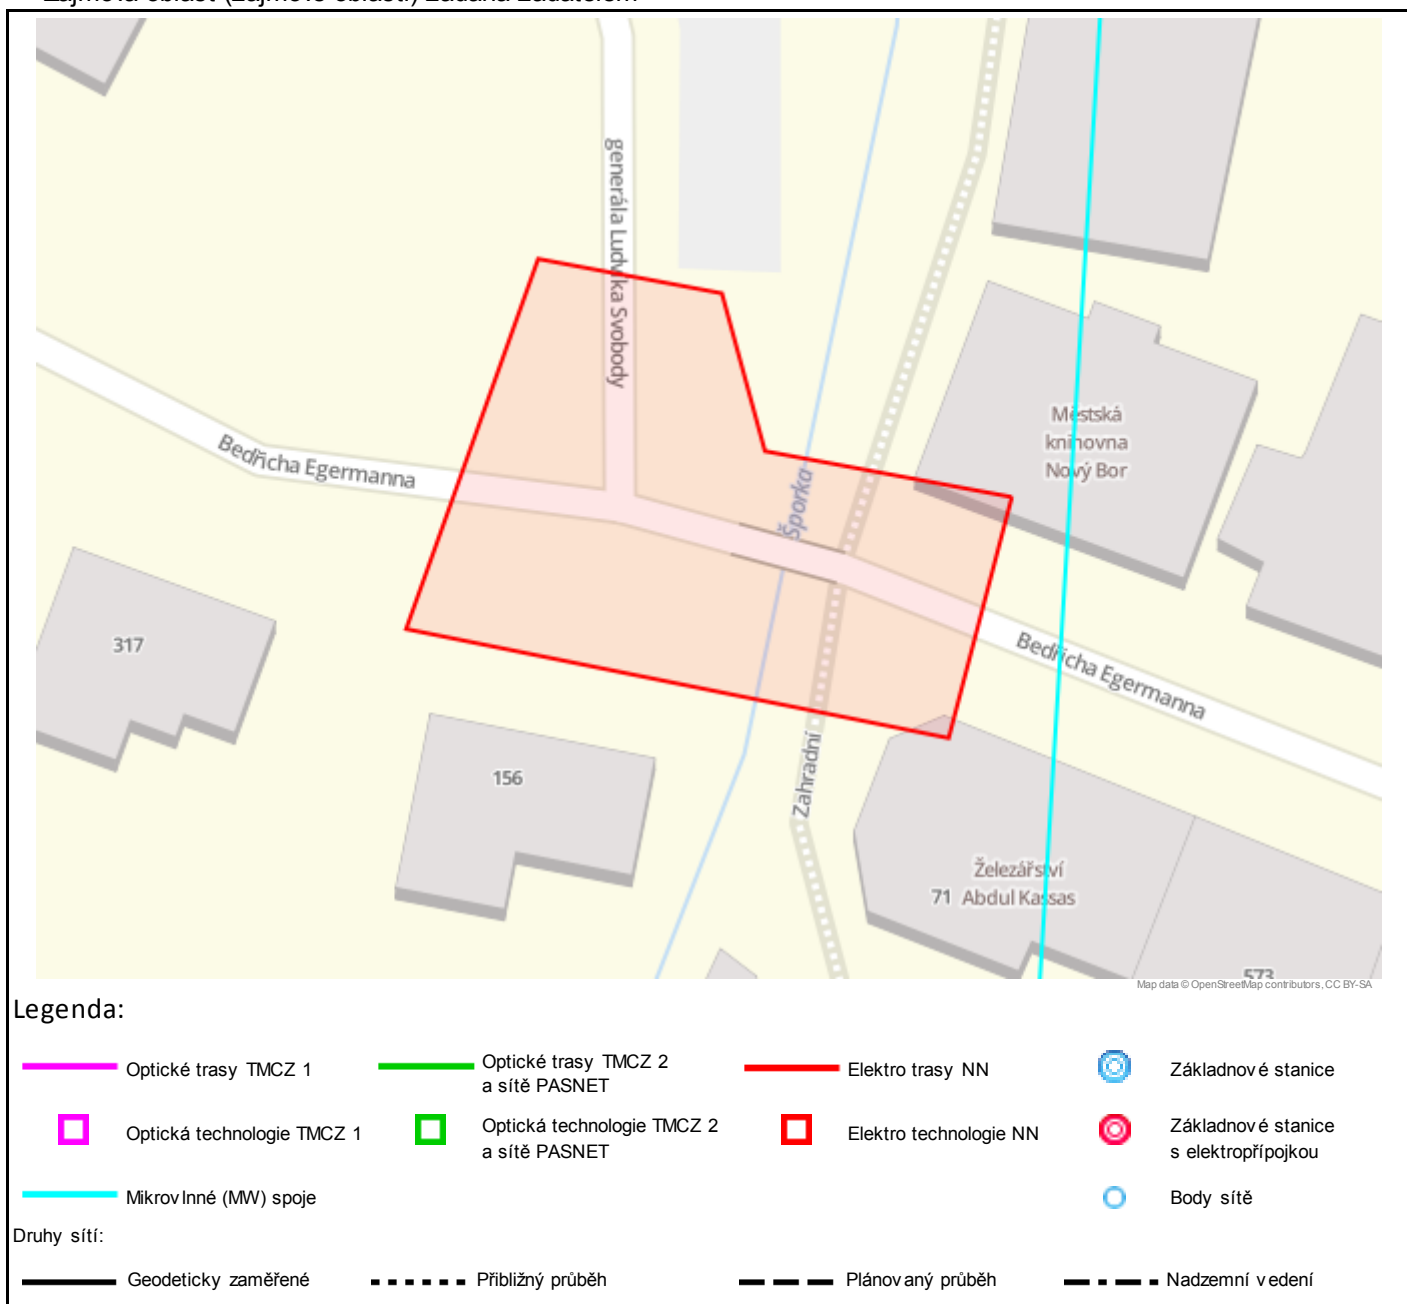 Zájmová oblast (zájmové oblasti) zadaná žadatelem
generála Ludvíka Svobody
Bedřicha Egermanna
Šporka
Městská
knihovna
Nový Bor
Bedřicha Egermanna
317
156
Zahradní
Železářství
71 Abdul Kassas
573
Map data © OpenStreetMap contributors, CC BY-SA
Legenda:
Optické trasy TMCZ 1
Optické trasy TMCZ 2
a sítě PASNET
Elektro trasy NN
Základnové stanice
Optická technologie TMCZ 1
Optická technologie TMCZ 2
a sítě PASNET
Elektro technologie NN
Základnové stanice
s elektropřípojkou
Mikrovlnné (MW) spoje
Body sítě
Druhy sítí:
Geodeticky zaměřené
Přibližný průběh
Plánovaný průběh
Nadzemní vedení